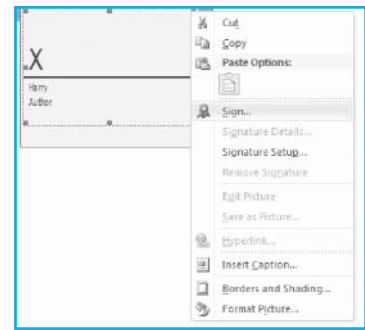 X
Harry
Author
Cut
Copy
Paste Options:
Sign...
Signature Details...
Signature Setup...
Remove Signature
Edit Picture
Save as Picture...
Hyperlink...
Insert Caption...
Borders and Shading...
Format Picture...